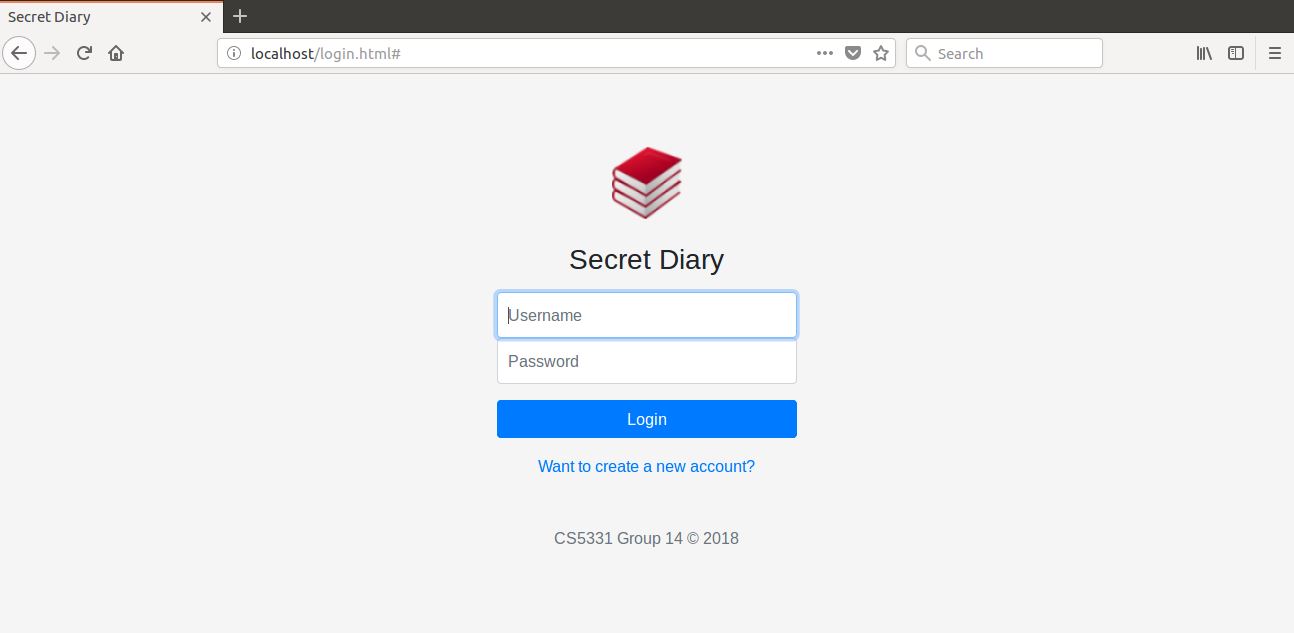 Secret Diary
localhost/login.html#
Search
Secret Diary
Username
Password
Login
Want to create a new account?
CS5331 Group 14 © 2018